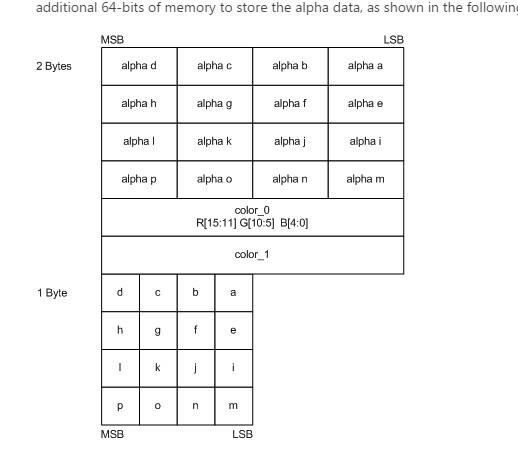 additional 64-bits of memory to store the alpha data, as shown in the following
MSB LSB
2 Bytes alpha d alpha c alpha b alpha a
alpha h alpha g alpha f alpha e
alpha l alpha k alpha j alpha i
alpha p alpha o alpha n alpha m
color_0
R[15:11] G[10:5] B[4:0]
color_1
1 Byte d c b a
h g f e
l k j i
p o n m
MSB LSB